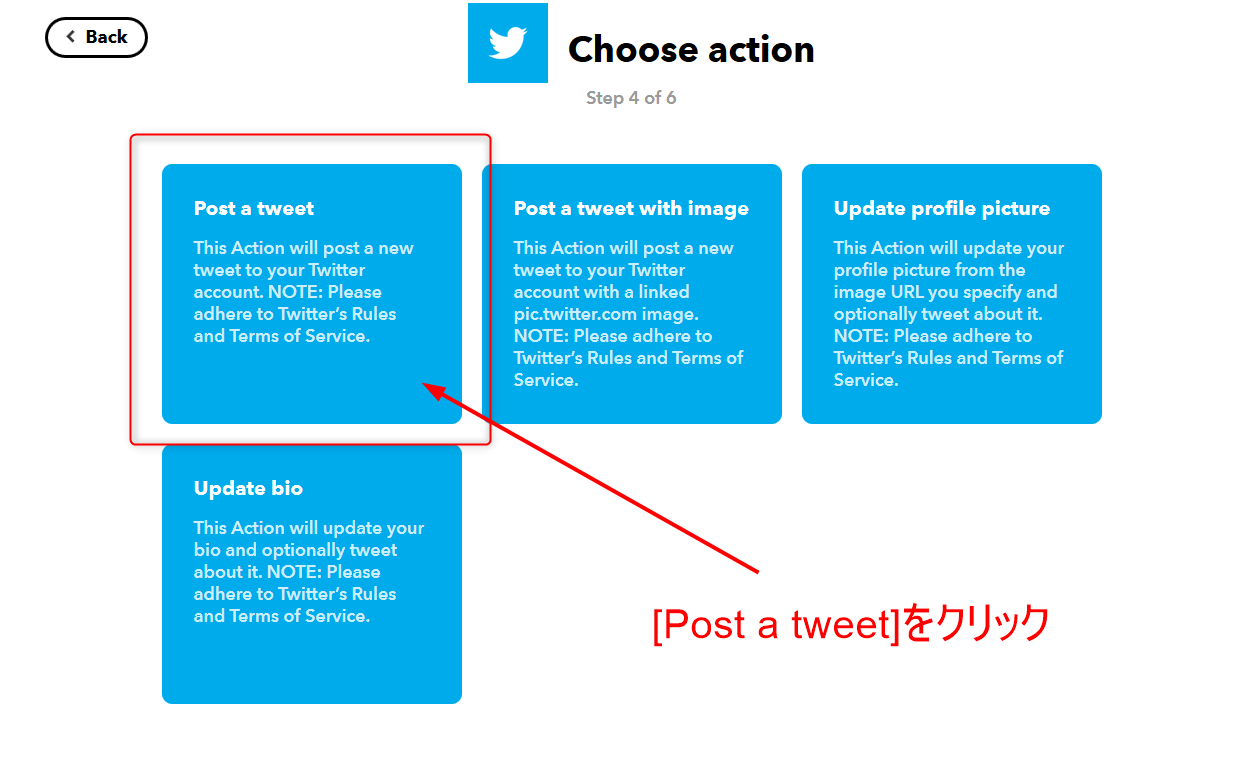 Back
Choose action
Step 4 of 6
Post a tweet
This Action will post a new
tweet to your Twitter
account. NOTE: Please
adhere to Twitter's Rules
and Terms of Service.
Post a tweet with image
This Action will post a new
tweet to your Twitter
account with a linked
pic.twitter.com image.
NOTE: Please adhere to
Twitter's Rules and Terms of
Service.
Update profile picture
This Action will update your
profile picture from the
image URL you specify and
optionally tweet about it.
NOTE: Please adhere to
Twitter's Rules and Terms of
Service.
Update bio
This Action will update your
bio and optionally tweet
about it. NOTE: Please
adhere to Twitter's Rules
and Terms of Service.
[Post a tweet]をクリック